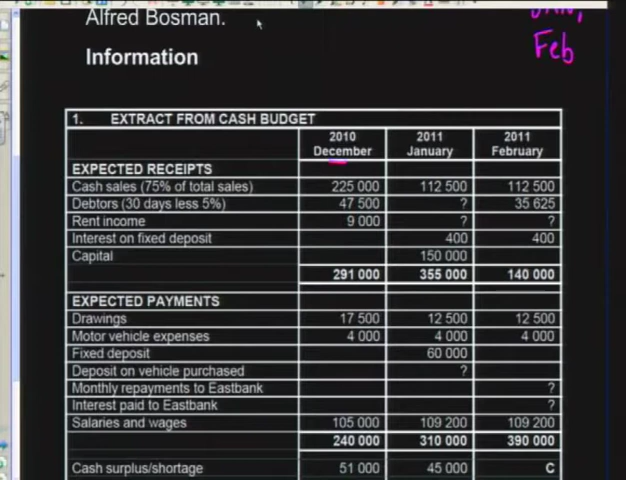 Alfred Bosman.
Feb
Information
1. EXTRACT FROM CASH BUDGET
2010 December 2011 January 2011 February
EXPECTED RECEIPTS
Cash sales (75% of total sales) 225 000 112 500 112 500
Debtors (30 days less 5%) 47 500 ? 35 625
Rent income 9 000 ? ?
Interest on fixed deposit 400 400
Capital 150 000
291 000 355 000 140 000
EXPECTED PAYMENTS
Drawings 17 500 12 500 12 500
Motor vehicle expenses 4 000 4 000 4 000
Fixed deposit 60 000
Deposit on vehicle purchased ?
Monthly repayments to Eastbank ?
Interest paid to Eastbank ?
Salaries and wages 105 000 109 200 109 200
240 000 310 000 390 000
Cash surplus/shortage 51 000 45 000 C